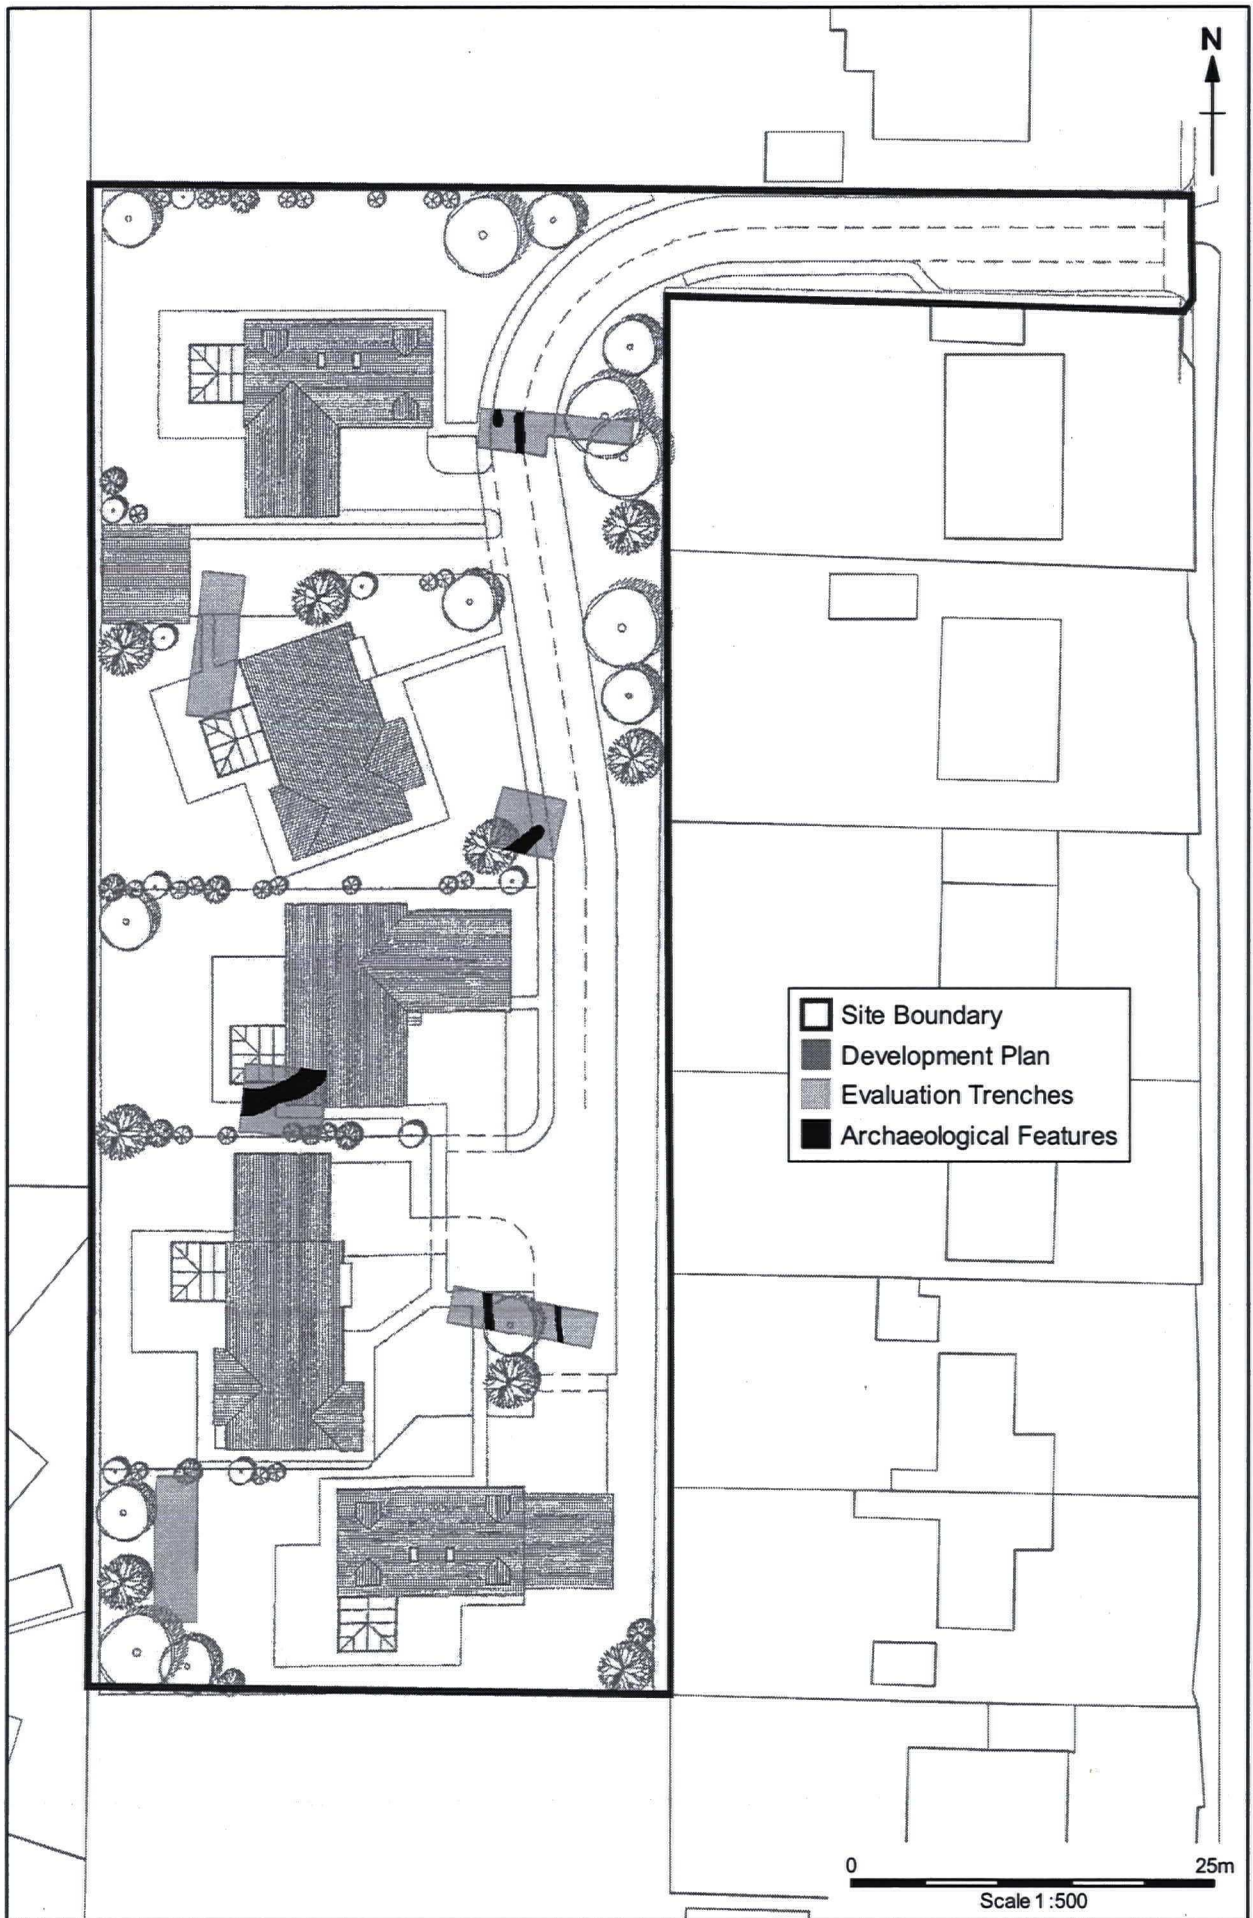 N
Site Boundary
Development Plan
Evaluation Trenches
Archaeological Features
0 25m
Scale 1:500